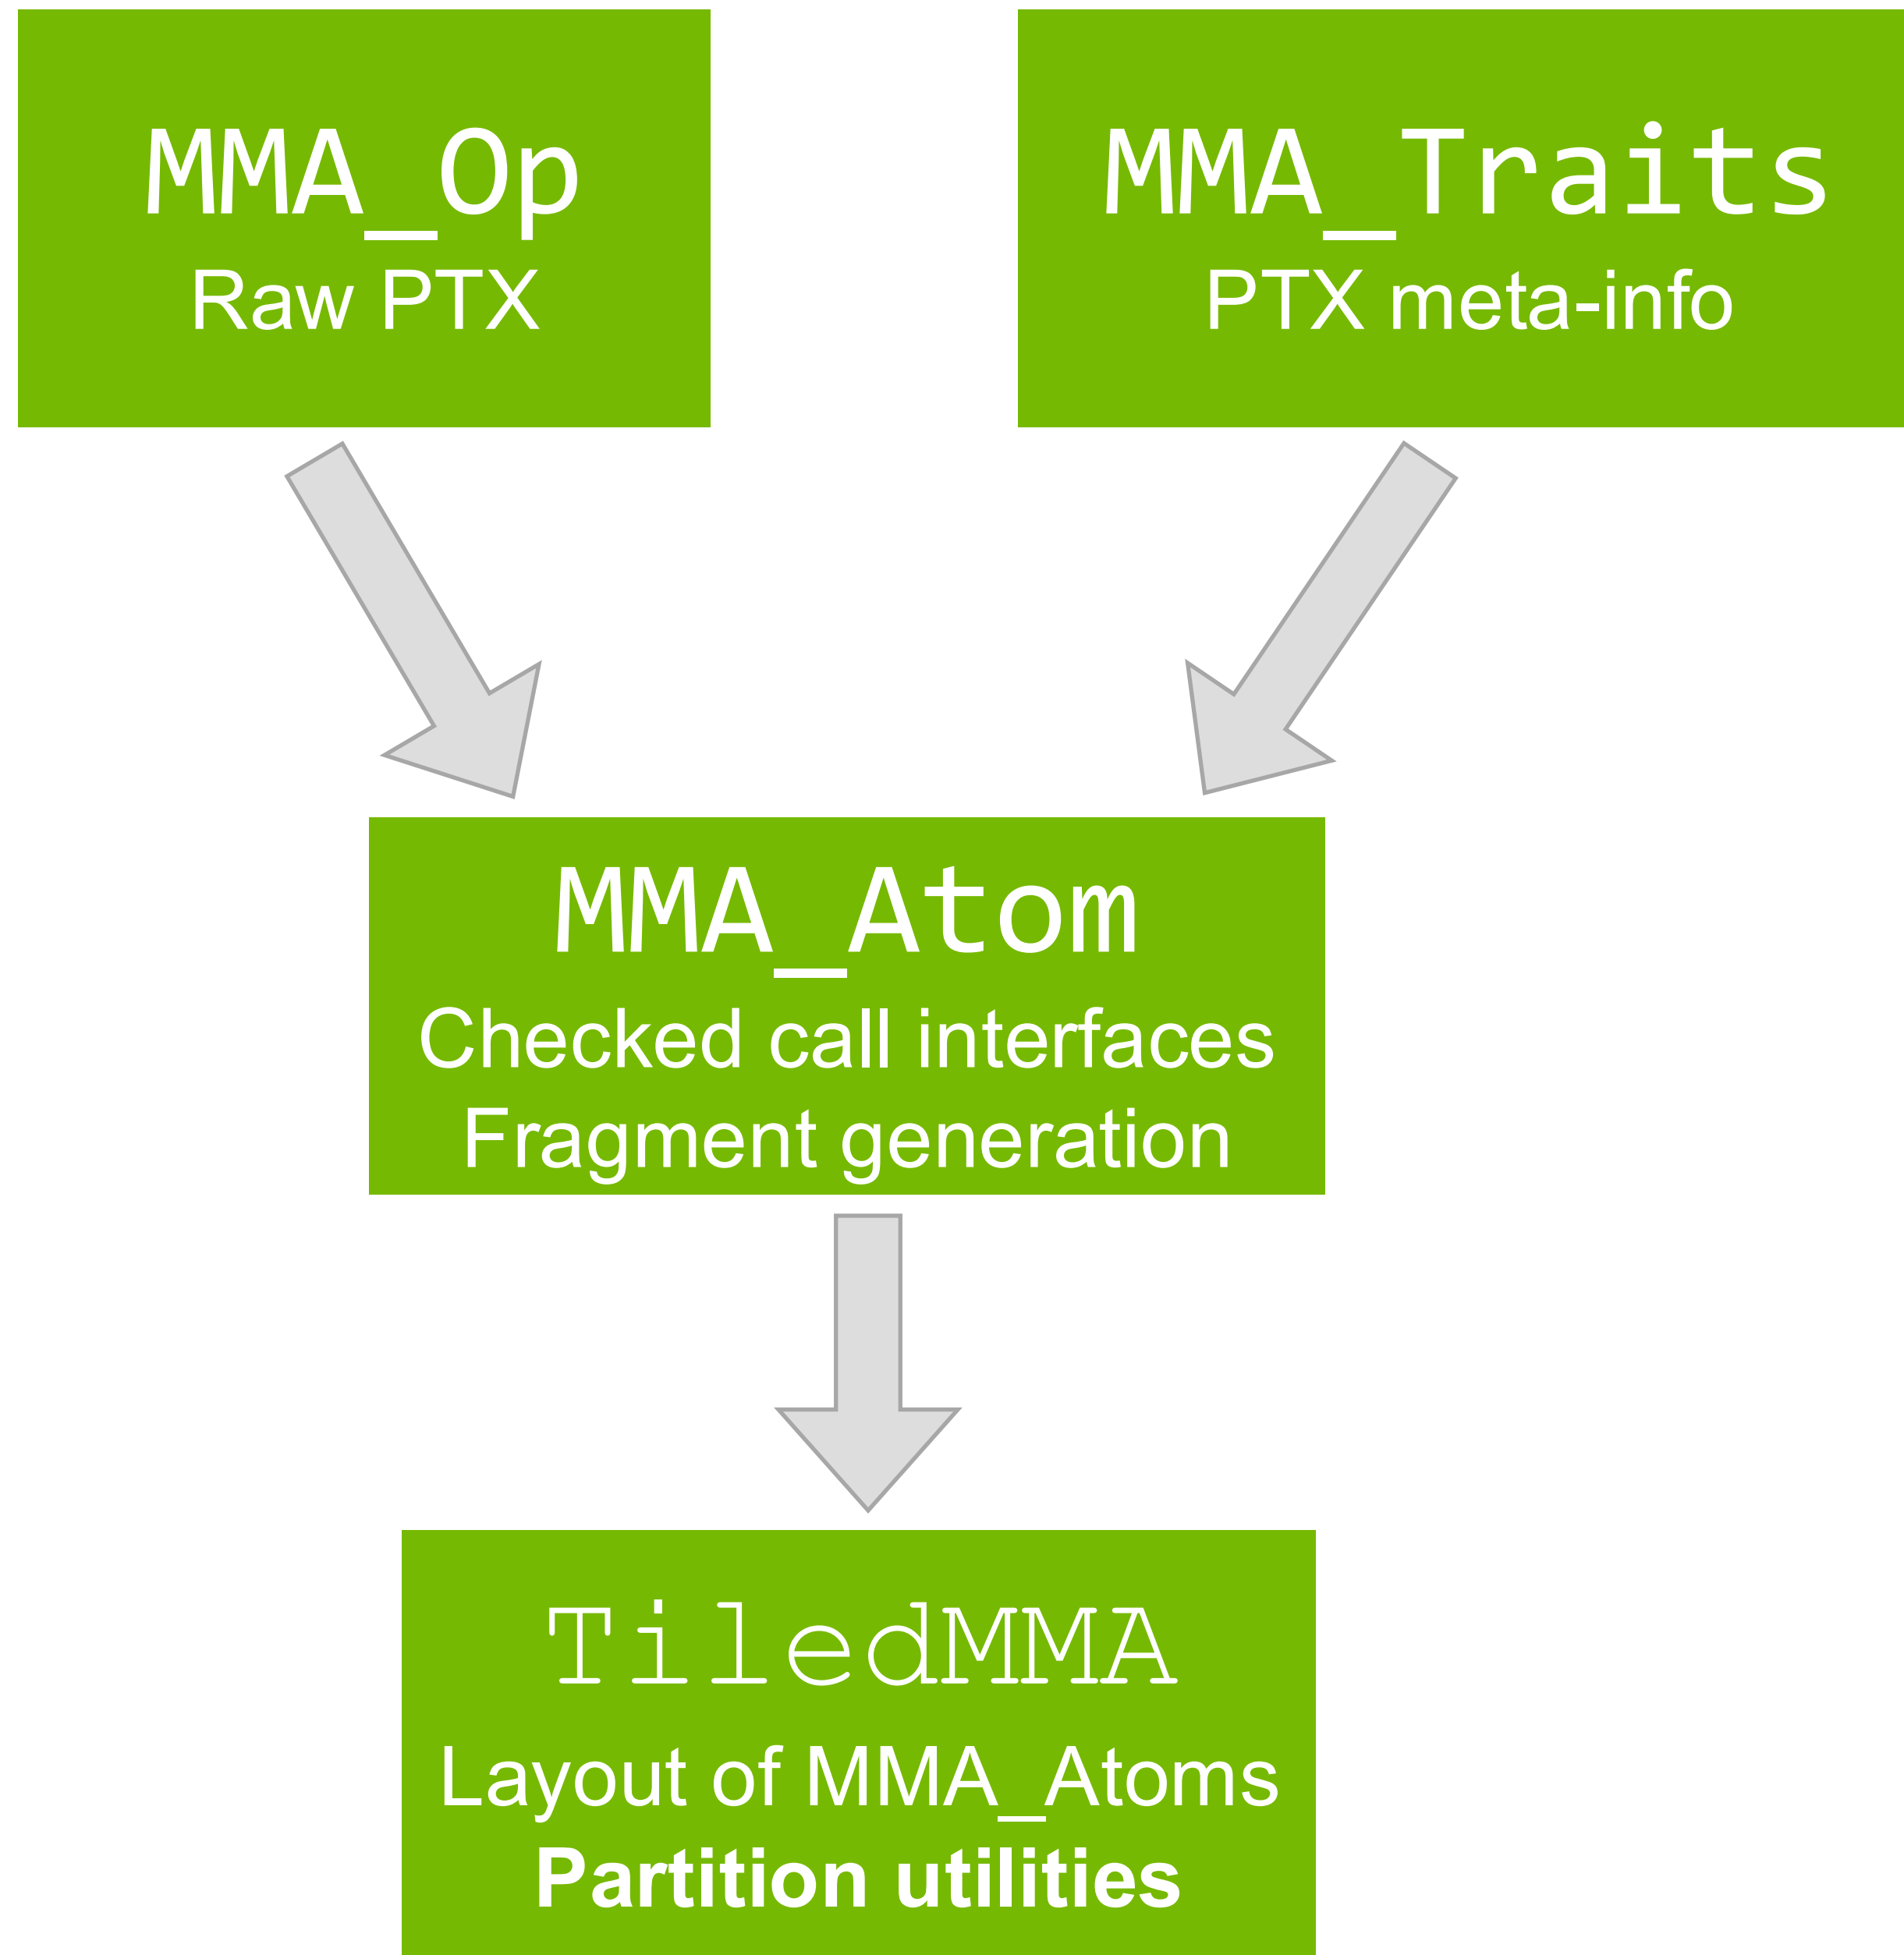 MMA_Op
Raw PTX
MMA_Traits
PTX meta-info
MMA_Atom
Checked call interfaces
Fragment generation
TiledMMA
Layout of MMA_Atoms
Partition utilities